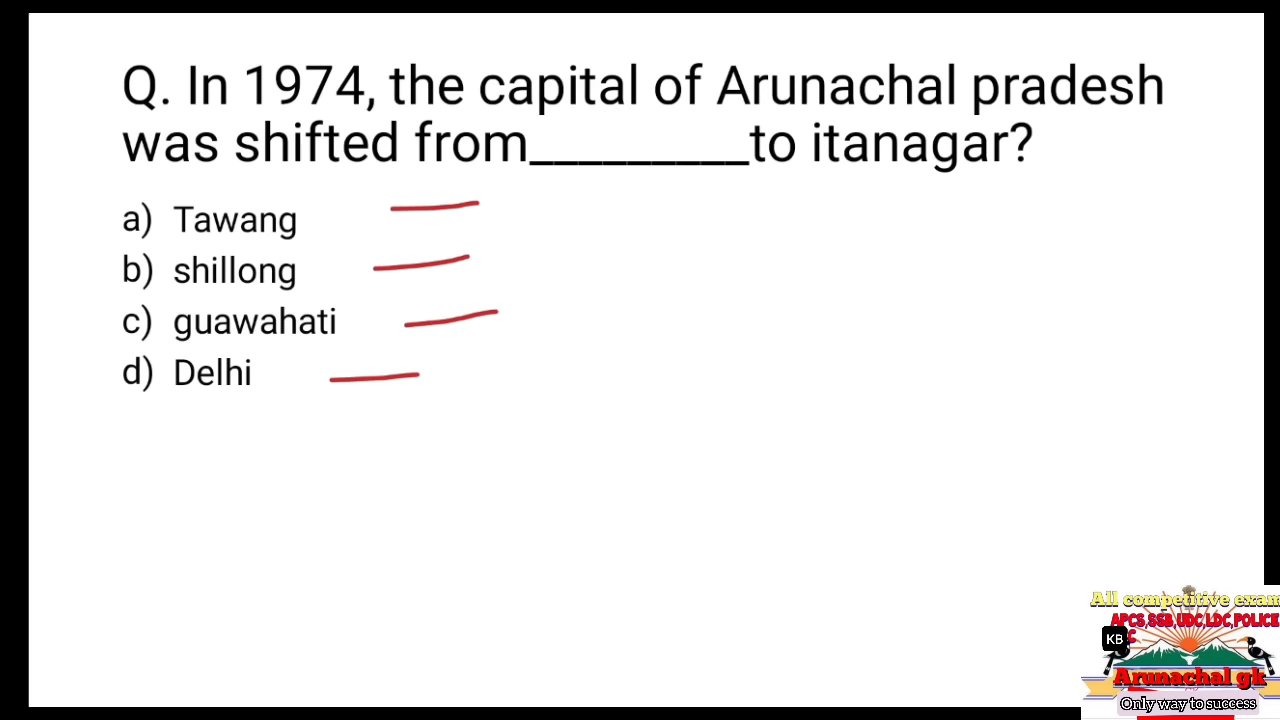 Q. In 1974, the capital of Arunachal pradesh
was shifted from_________to itanagar?
a) Tawang
b) shillong
c) guawahati
d) Delhi
All competitive exam
APCS,SSB,UDC,LDC,POLICE
KB
Arunachal gk
Only way to success